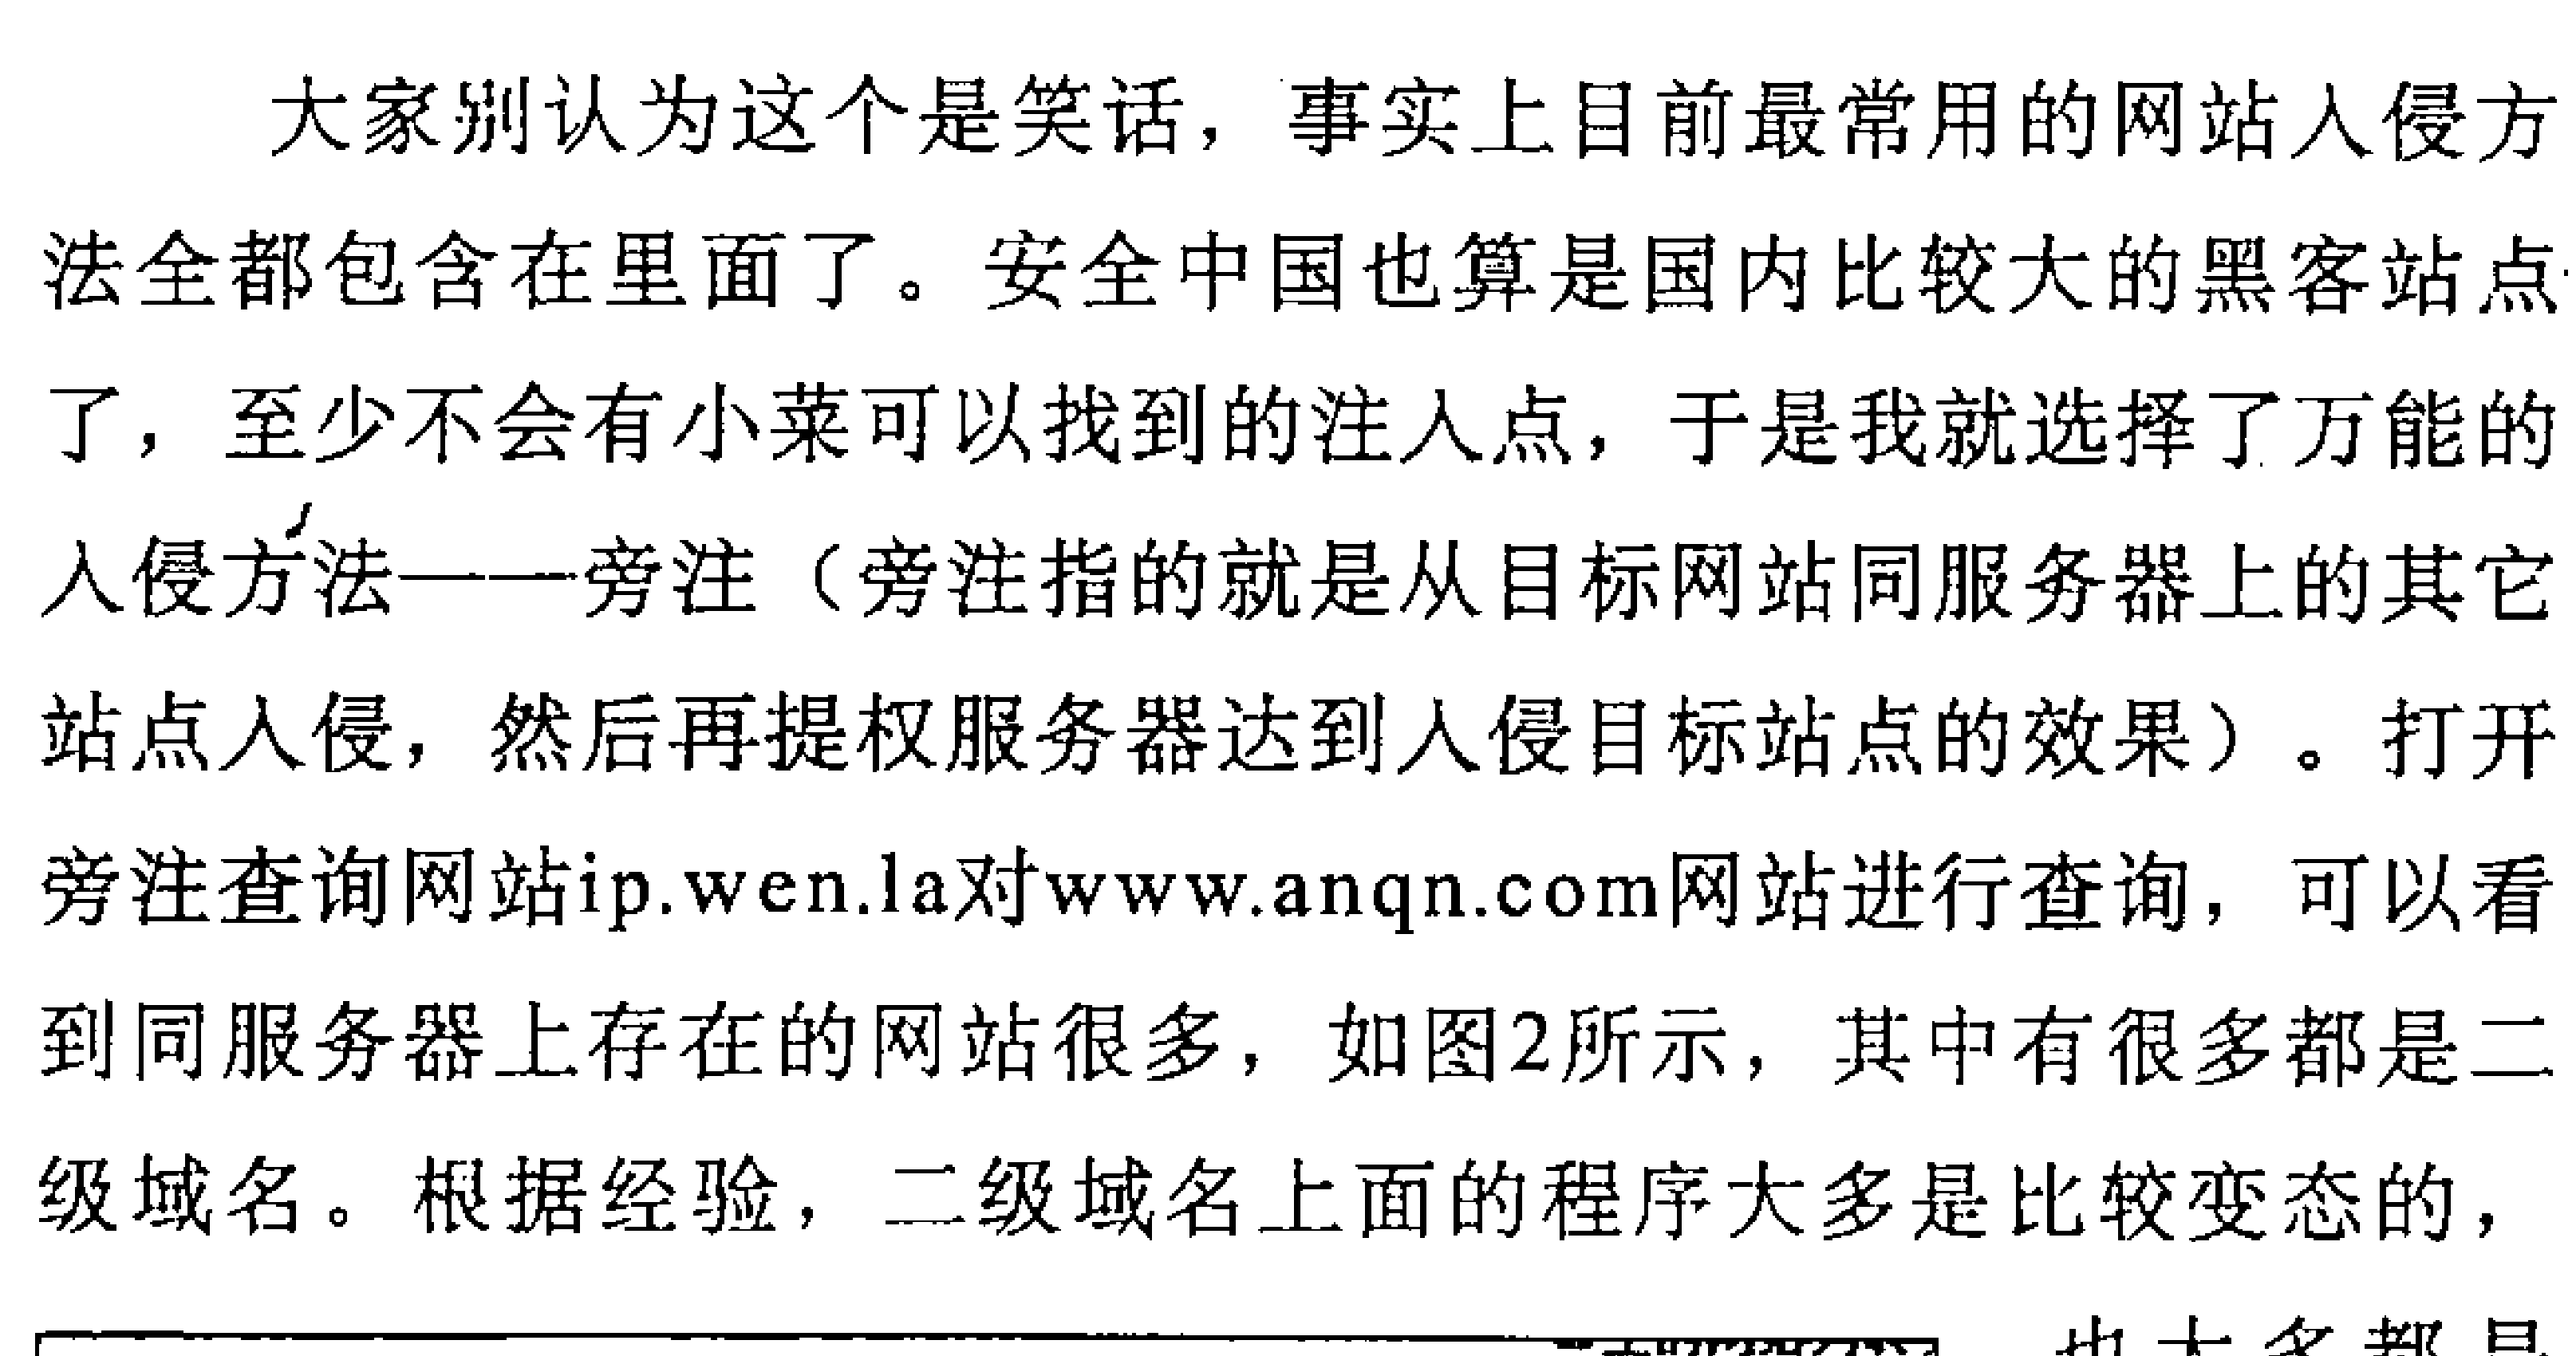 大家别认为这个是笑话，事实上目前最常用的网站入侵方
法全都包含在里面了。安全中国也算是国内比较大的黑客站点
了，至少不会有小菜可以找到的注入点，于是我就选择了万能的
入侵方法——旁注（旁注指的就是从目标网站同服务器上的其它
站点入侵，然后再提权服务器达到入侵目标站点的效果）。打开
旁注查询网站ip.wen.la对www.anqn.com网站进行查询，可以看
到同服务器上存在的网站很多，如图2所示，其中有很多都是二
级域名。根据经验，二级域名上面的程序大多是比较变态的，
也大多都是